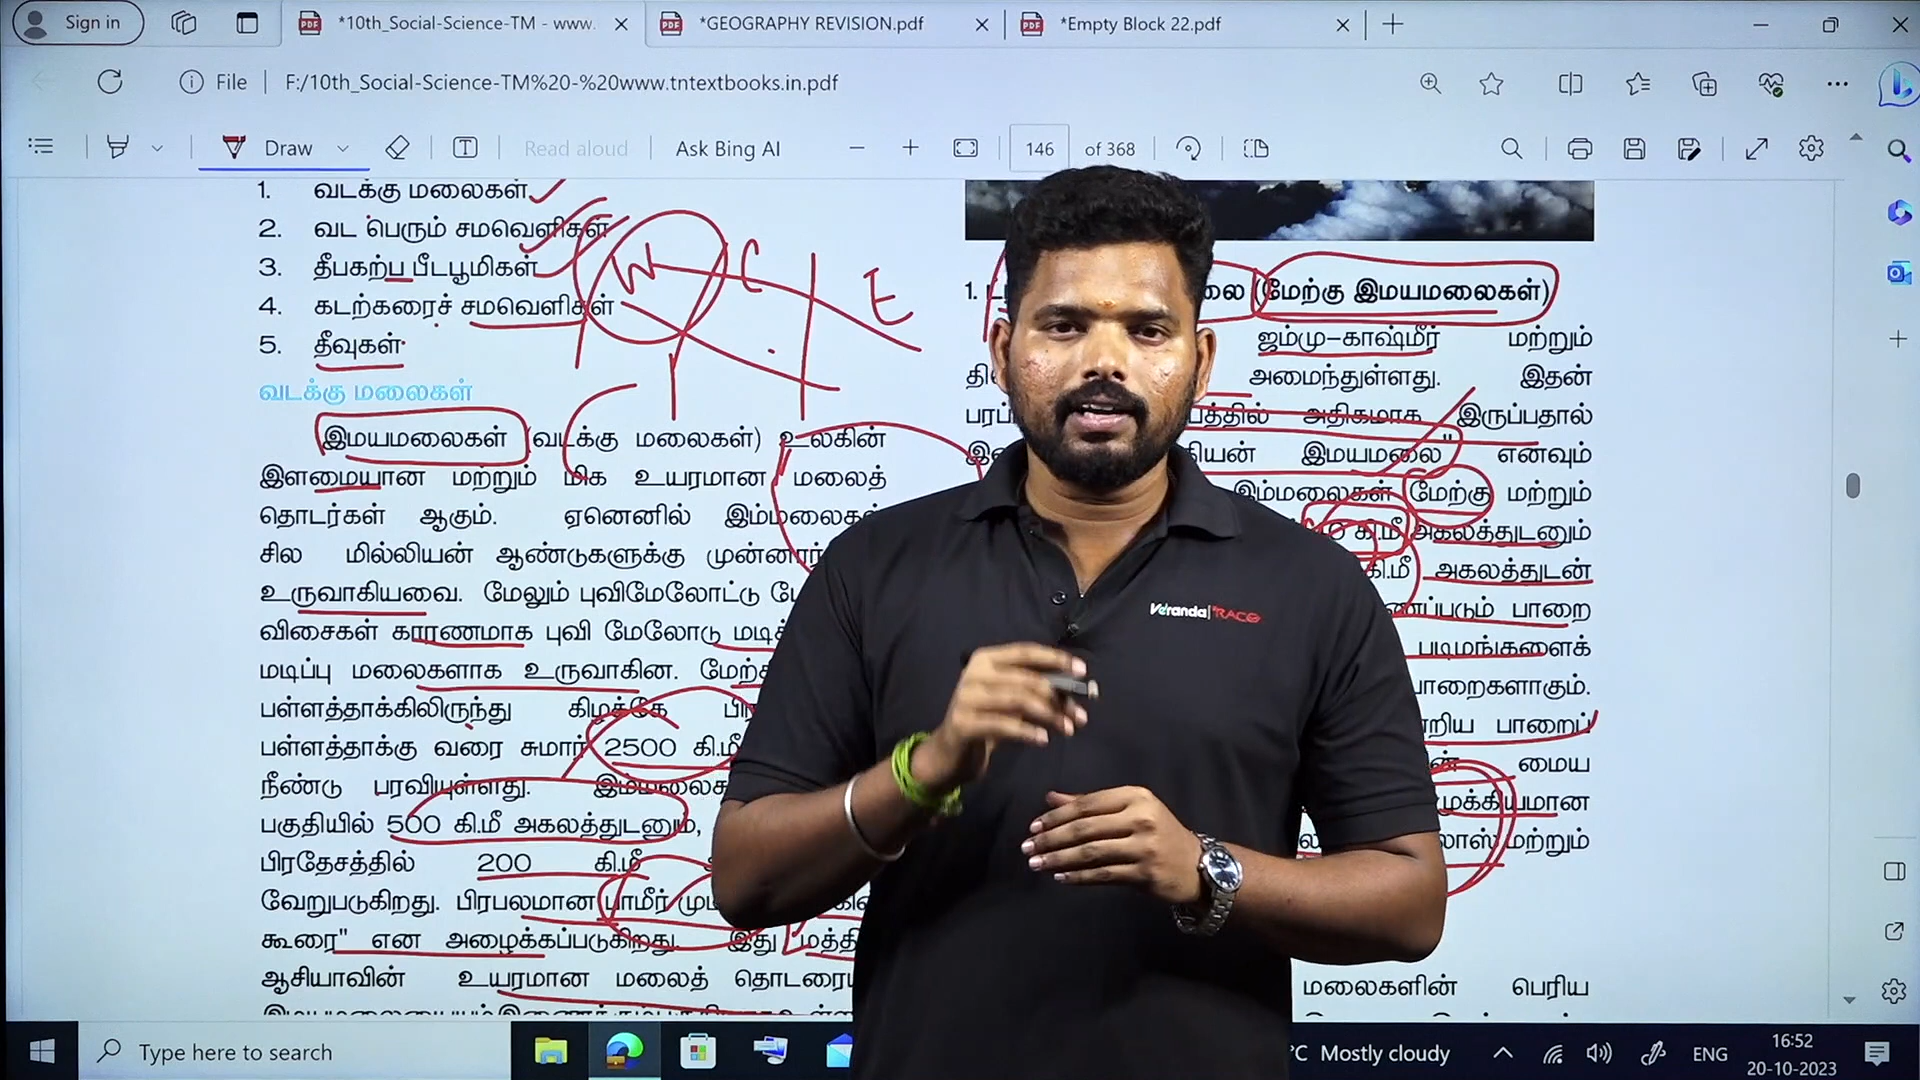 Sign in
*10th_Social-Science-TM - www.
*GEOGRAPHY REVISION.pdf
*Empty Block 22.pdf
File
F:/10th_Social-Science-TM%20-%20www.tntextbooks.in.pdf
Draw
Read aloud
Ask Bing AI
146 of 368
1. வடக்கு மலைகள்
2. வட பெரும் சமவெளிகள்
3. தீபகற்ப பீடபூமிகள்
4. கடற்கரைச் சமவெளிகள்
5. தீவுகள்
W C E
வடக்கு மலைகள்
இமயமலைகள் (வடக்கு மலைகள்) உலகின்
இளமையான மற்றும் மிக உயரமான மலைத்
தொடர்கள் ஆகும். ஏனெனில்
சில மில்லியன் ஆண்டுகளுக்கு
உருவாகியவை. மேலும் புவிமேலோட்டு
விசைகள் காரணமாக புவி மேலோடு
மடிப்பு மலைகளாக உருவாகின.
பள்ளத்தாக்கிலிருந்து கிழக்கே
பள்ளத்தாக்கு வரை சுமார் 2500 கி.மீ
நீண்டு பரவியுள்ளது.
பகுதியில் 500 கி.மீ அகலத்துடனும்,
பிரதேசத்தில் 200 கி.மீ
வேறுபடுகிறது. பிரபலமான பாமீர்
கூரை" என அழைக்கப்படுகிறது. இது
ஆசியாவின் உயரமான மலைத்
1. (மேற்கு இமயமலைகள்)
ஜம்மு–காஷ்மீர் மற்றும்
அமைந்துள்ளது. இதன்
அதிகமாக இருப்பதால்
இமயமலை" எனவும்
இம்மலைகள் மேற்கு மற்றும்
கி.மீ அகலத்துடனும்
கி.மீ அகலத்துடன்
பாறை
படிமங்களைக்
பாறைப்
மைய
முக்கியமான
மற்றும்
மலைகளின் பெரிய
Veranda RACE
Type here to search
°C Mostly cloudy
ENG
16:52
20-10-2023